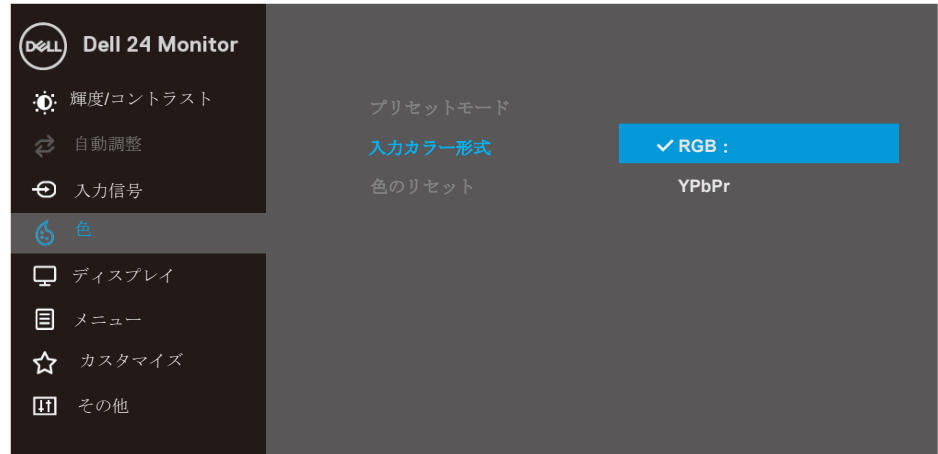 DELL Dell 24 Monitor
輝度/コントラスト
自動調整
入力信号
色
ディスプレイ
メニュー
カスタマイズ
その他
プリセットモード
入力カラー形式
色のリセット
RGB：
YPbPr